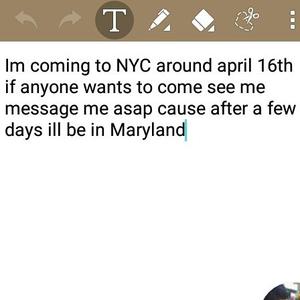 T
Im coming to NYC around april 16th
if anyone wants to come see me
message me asap cause after a few
days ill be in Maryland